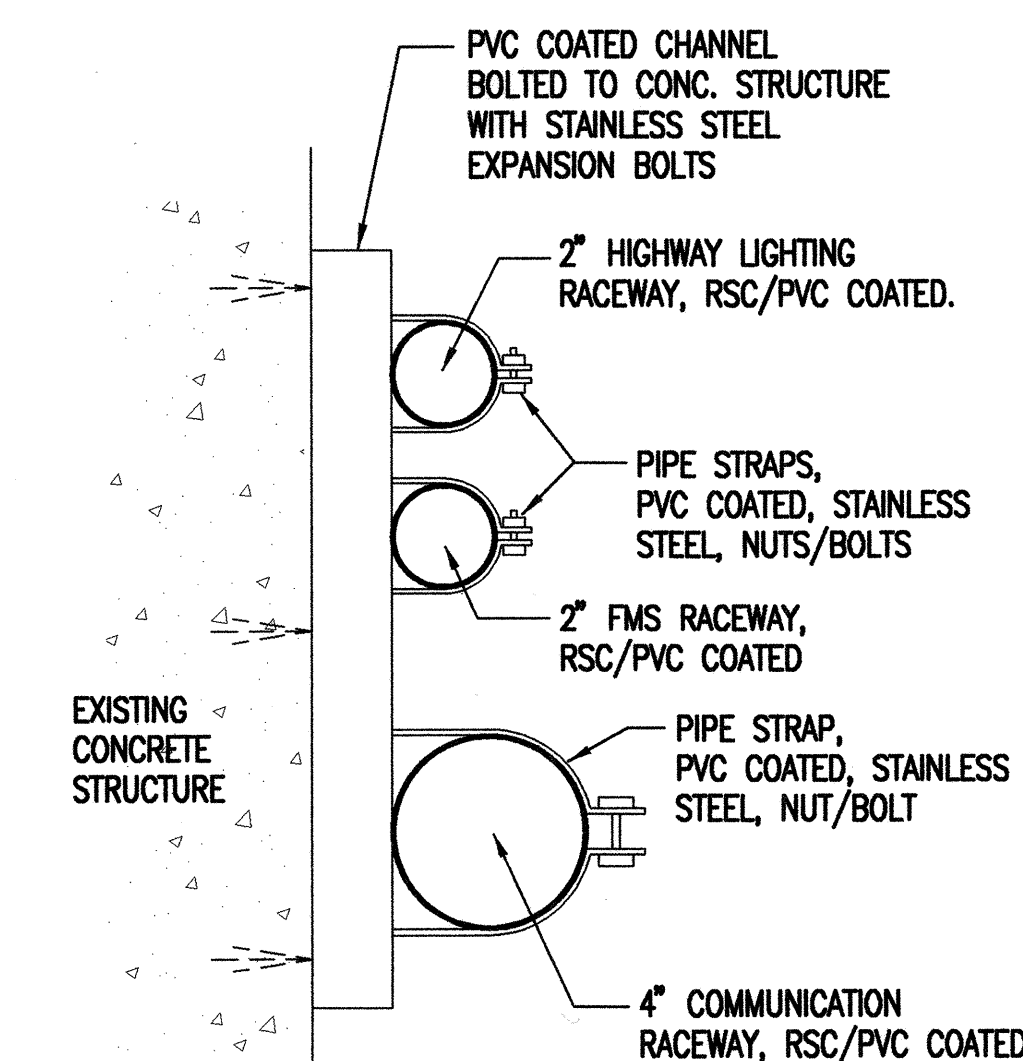 PVC COATED CHANNEL
BOLTED TO CONC. STRUCTURE
WITH STAINLESS STEEL
EXPANSION BOLTS
2" HIGHWAY LIGHTING
RACEWAY, RSC/PVC COATED.
PIPE STRAPS,
PVC COATED, STAINLESS
STEEL, NUTS/BOLTS
2" FMS RACEWAY,
RSC/PVC COATED
EXISTING
CONCRETE
STRUCTURE
PIPE STRAP,
PVC COATED, STAINLESS
STEEL, NUT/BOLT
4" COMMUNICATION
RACEWAY, RSC/PVC COATED